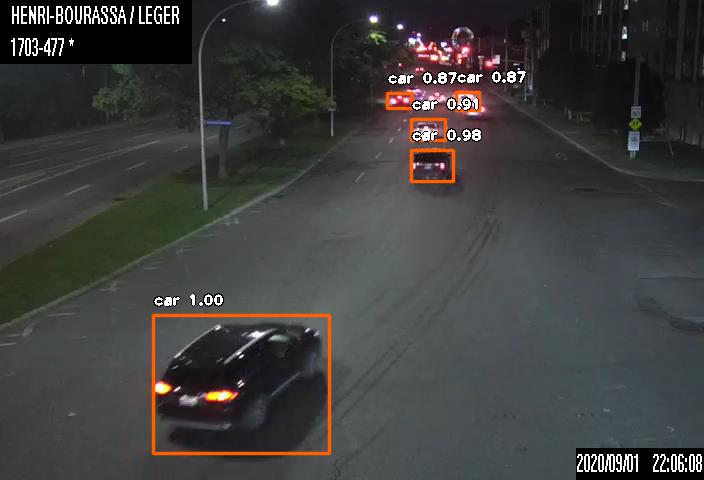 HENRI-BOURASSA / LEGER
1703-477 *
car 0.87
car 0.87
car 0.91
car 0.98
car 1.00
2020/09/01 22:06:08